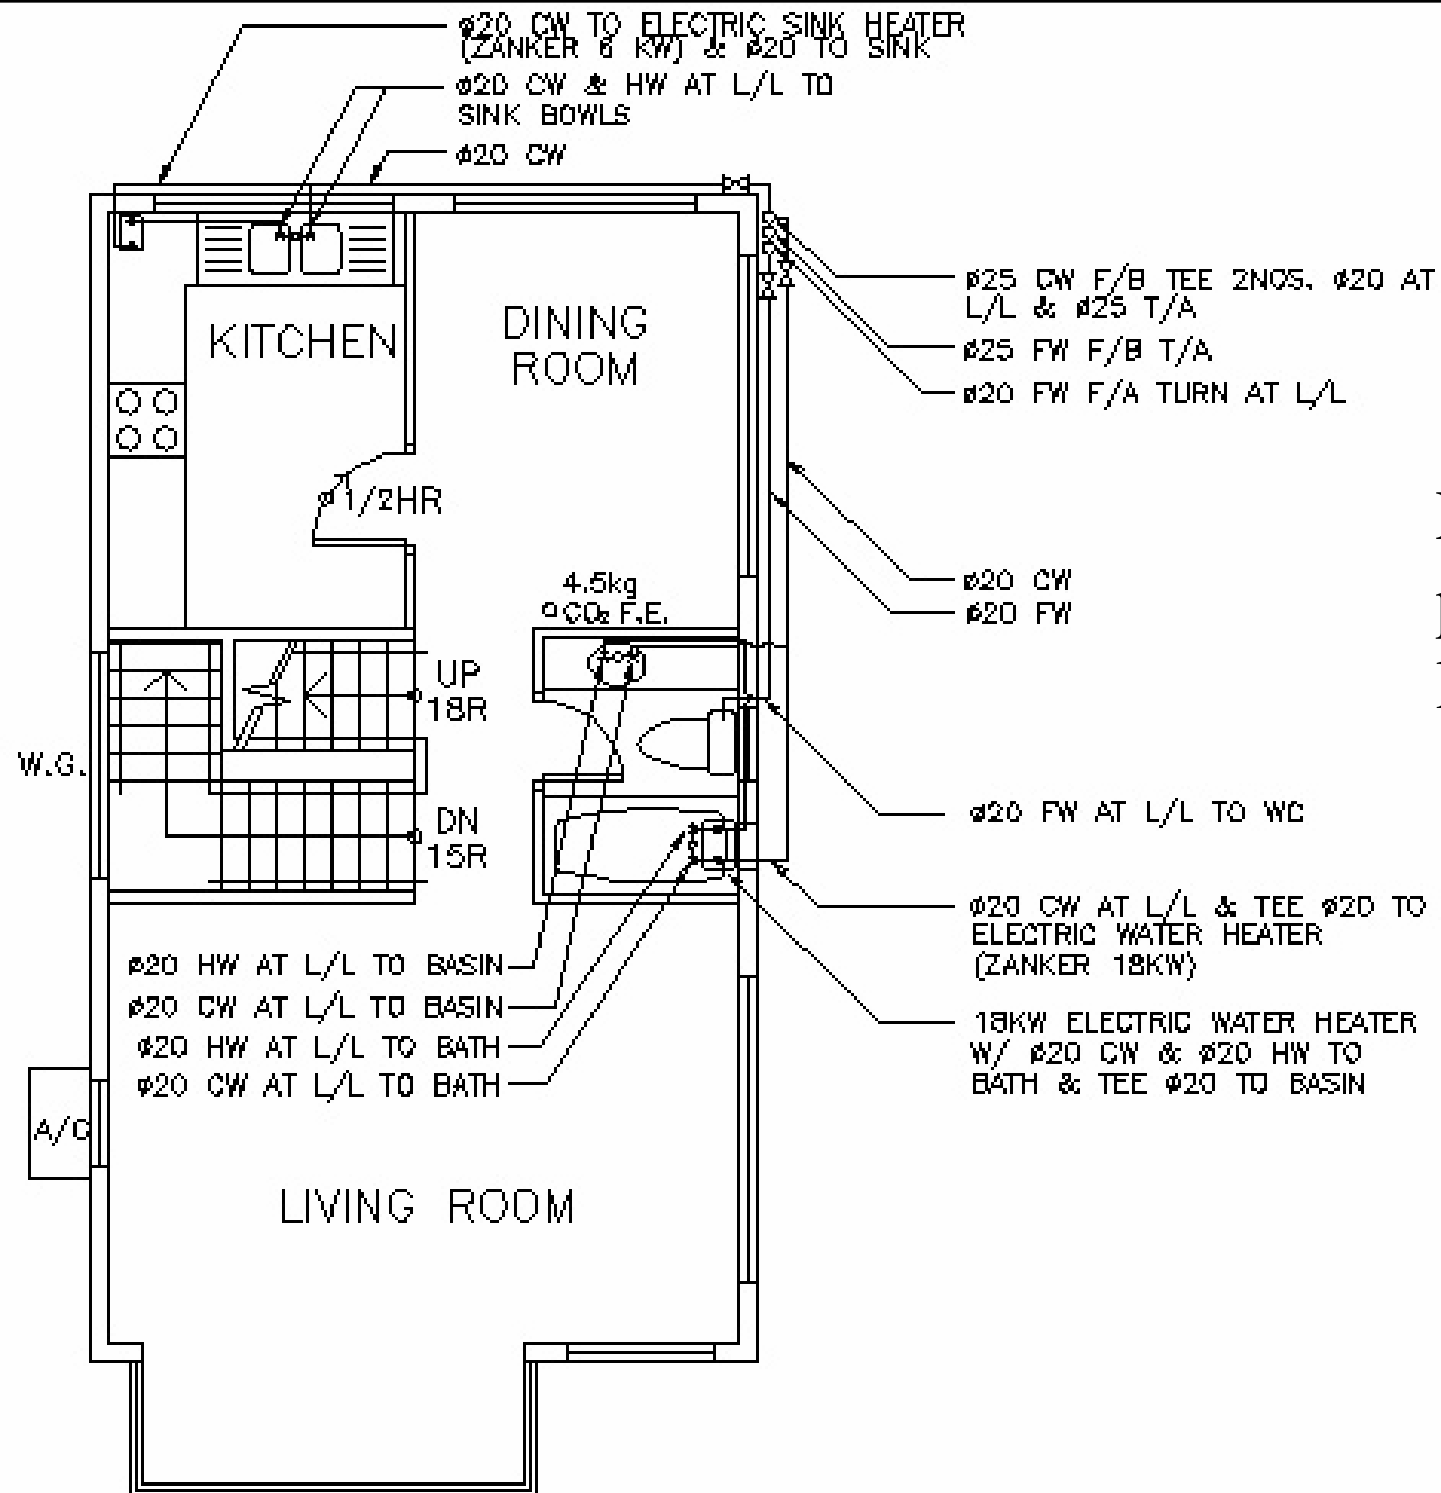 ø20 CW TO ELECTRIC SINK HEATER
(ZANKER 6 KW) & ø20 TO SINK
ø20 CW & HW AT L/L TO
SINK BOWLS
ø20 CW
KITCHEN
DINING
ROOM
ø25 CW F/B TEE 2NOS. ø20 AT
L/L & ø25 T/A
ø25 FW F/B T/A
ø20 FW F/A TURN AT L/L
1/2HR
ø20 CW
ø20 FW
4.5kg
CO₂ F.E.
UP
18R
W.G.
DN
15R
ø20 FW AT L/L TO WC
ø20 CW AT L/L & TEE ø20 TO
ELECTRIC WATER HEATER
(ZANKER 18KW)
ø20 HW AT L/L TO BASIN
ø20 CW AT L/L TO BASIN
ø20 HW AT L/L TO BATH
ø20 CW AT L/L TO BATH
18KW ELECTRIC WATER HEATER
W/ ø20 CW & ø20 HW TO
BATH & TEE ø20 TO BASIN
A/C
LIVING ROOM